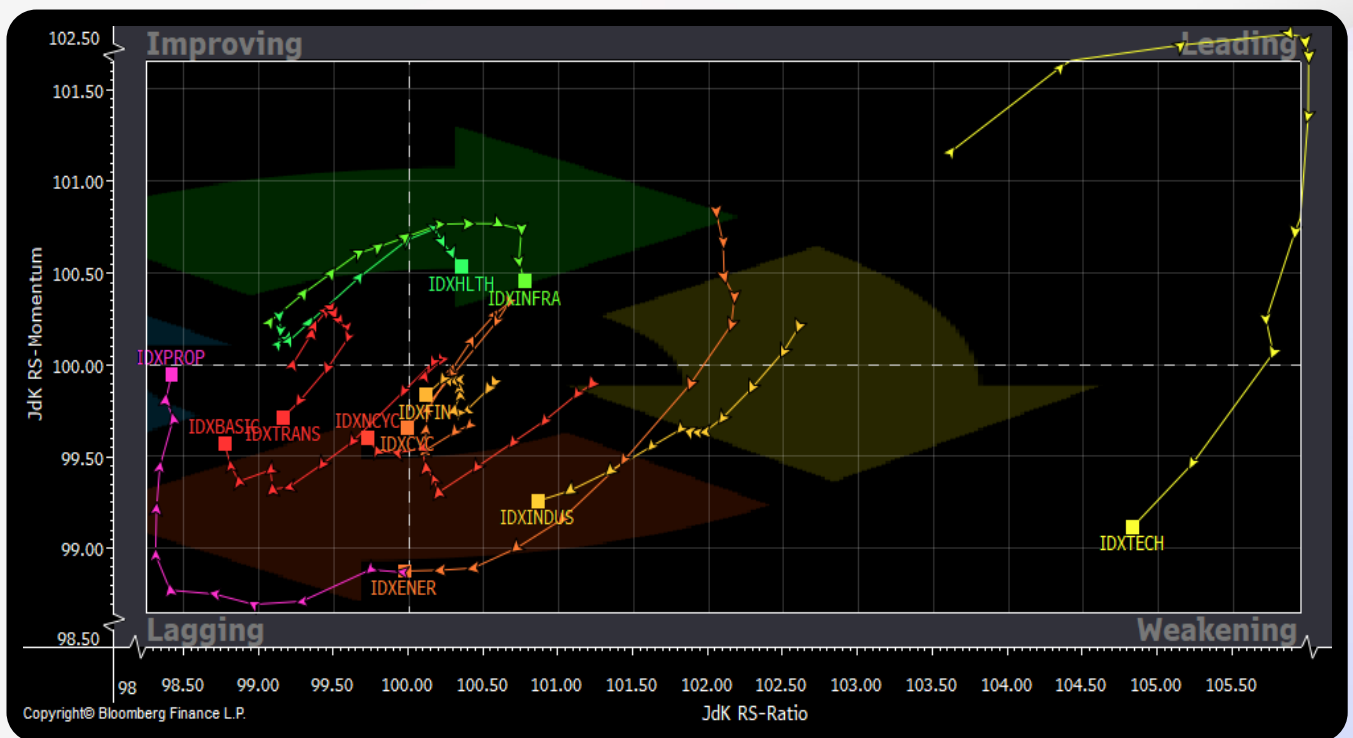 102.50
Improving
Leading
101.50
101.00
JdK RS-Momentum
100.50
IDXHLTH
IDXINFRA
100.00
IDXPROP
IDXBASIC
IDXTRANS
IDXNCYC
IDXFIN
IDXCYC
99.50
IDXINDUS
IDXTECH
99.00
IDXENER
98.50
Lagging
Weakening
98
98.50
99.00
99.50
100.00
100.50
101.00
101.50
102.00
102.50
103.00
103.50
104.00
104.50
105.00
105.50
Copyright© Bloomberg Finance L.P.
JdK RS-Ratio